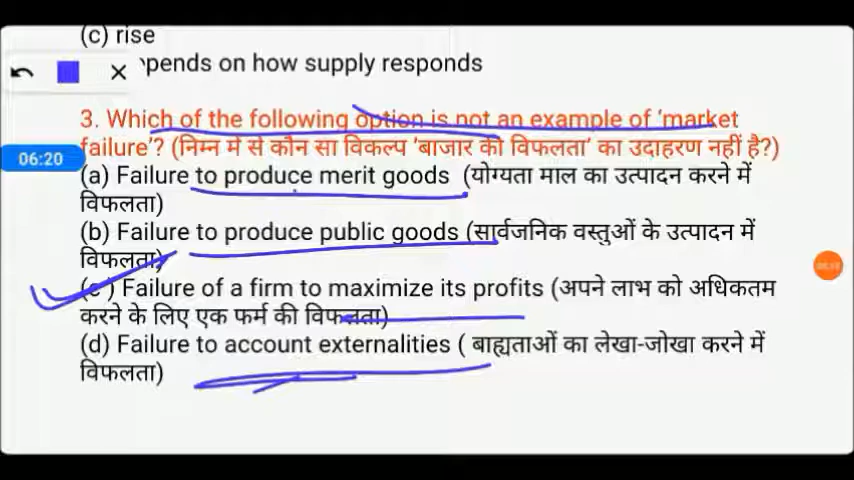 (c) rise
pends on how supply responds
3. Which of the following option is not an example of 'market
failure'? (निम्न में से कौन सा विकल्प 'बाजार की विफलता' का उदाहरण नहीं है?)
06:20
(a) Failure to produce merit goods (योग्यता माल का उत्पादन करने में
विफलता)
(b) Failure to produce public goods (सार्वजनिक वस्तुओं के उत्पादन में
विफलता)
(c ) Failure of a firm to maximize its profits (अपने लाभ को अधिकतम
करने के लिए एक फर्म की विफलता)
(d) Failure to account externalities ( बाह्यताओं का लेखा-जोखा करने में
विफलता)